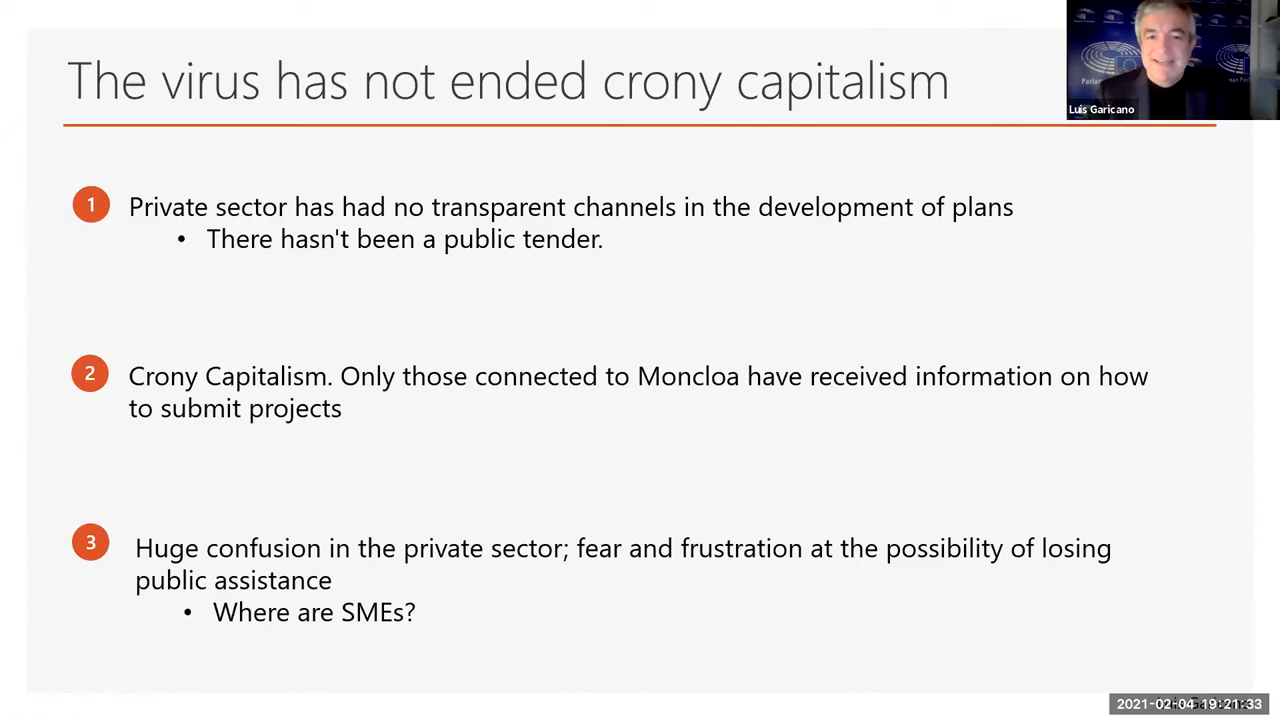 The virus has not ended crony capitalism
Luis Garicano
1
Private sector has had no transparent channels in the development of plans
• There hasn't been a public tender.
2
Crony Capitalism. Only those connected to Moncloa have received information on how
to submit projects
3
Huge confusion in the private sector; fear and frustration at the possibility of losing
public assistance
• Where are SMEs?
2021-02-04 19:21:33